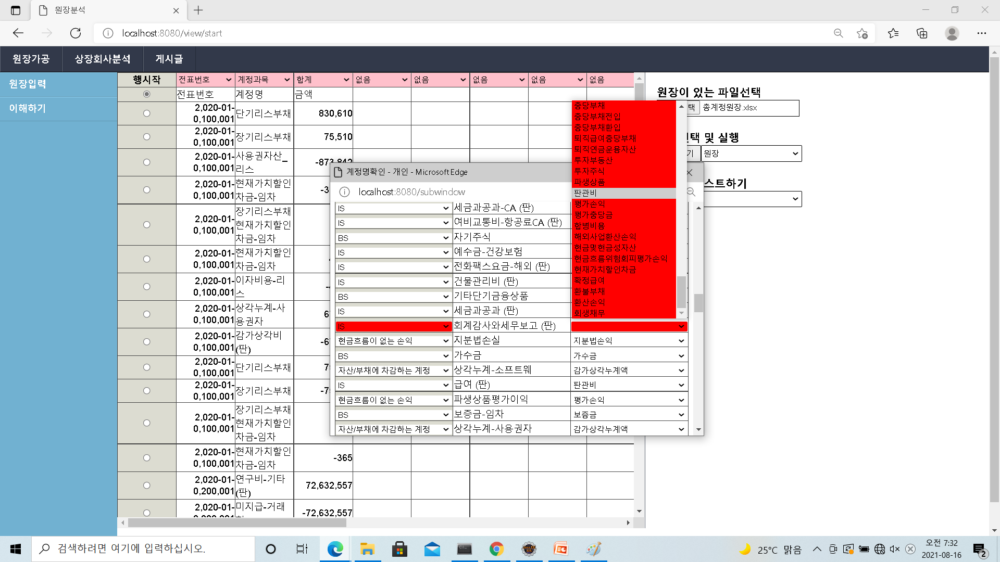 원장분석
localhost:8080/view/start
원장가공 상장회사분석 게시글
원장입력
이해하기
행시작 전표번호 계정과목 합계 없음 없음 없음 없음 없음
전표번호 계정명 금액
2,020-01-0,100,001 단기리스부채 830,610
2,020-01-0,100,001 장기리스부채 75,510
2,020-01-0,100,001 사용권자산_리스 -873,842
2,020-01-0,100,001 현재가치할인차금-임차 -3
2,020-01-0,100,001 장기리스부채현재가치할인차금-임차
2,020-01-0,100,001 현재가치할인차금-임차
2,020-01-0,100,001 이자비용-리스
2,020-01-0,100,001 상각누계-사용권자 6
2,020-01-0,100,001 감가상각비(판) -6
2,020-01-0,100,001 단기리스부채 7
2,020-01-0,100,001 장기리스부채 -7
2,020-01-0,100,001 장기리스부채현재가치할인차금-임차
2,020-01-0,100,001 현재가치할인차금-임차 -365
2,020-01-0,200,001 연구비-기타(판) 72,632,557
2,020-01- 미지급-거래 -72,632,557
원장이 있는 파일선택
택 총계정원장.xlsx
택 및 실행
기 원장
스트하기
계정명확인 - 개인 - Microsoft Edge
localhost:8080/subwindow
IS 세금과공과-CA (판)
IS 여비교통비-항공료CA (판)
BS 자기주식
IS 예수금-건강보험
IS 전화팩스요금-해외 (판)
IS 건물관리비 (판)
BS 기타단기금융상품
IS 세금과공과 (판)
IS 회계감사와세무보고 (판)
현금흐름이 없는 손익 지분법손실 지분법손익
BS 가수금 가수금
자산/부채에 차감하는 계정 상각누계-소프트웨 감가상각누계액
IS 급여 (판) 판관비
현금흐름이 없는 손익 파생상품평가이익 평가손익
BS 보증금-임차 보증금
자산/부채에 차감하는 계정 상각누계-사용권자 감가상각누계액
충당부채
충당부채전입
충당부채환입
퇴직급여충당부채
퇴직연금운용자산
투자부동산
투자주식
파생상품
판관비
평가손익
평가충당금
합병비용
해외사업환산손익
현금및현금성자산
현금흐름위험회피평가손익
현재가치할인차금
확정급여
환불부채
환산손익
회생채무
검색하려면 여기에 입력하십시오.
25°C 맑음
오전 7:32
2021-08-16
2